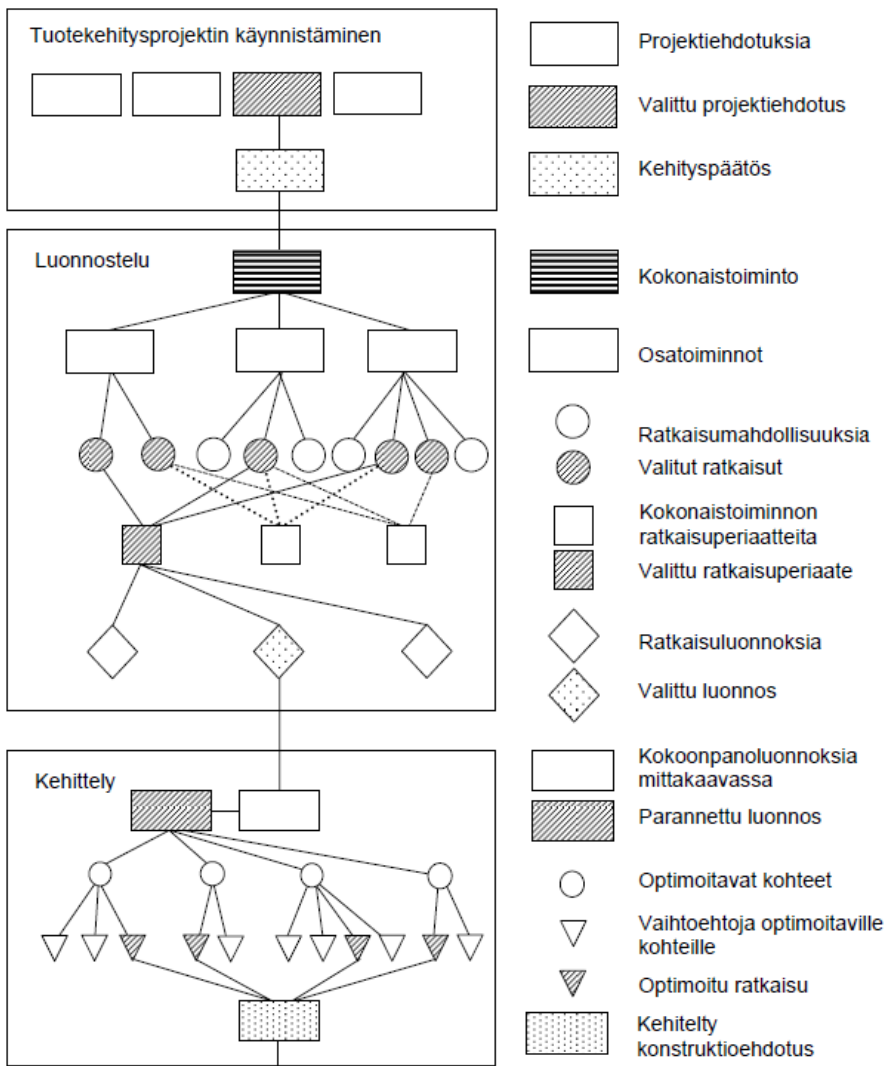 Tuotekehitysprojektin käynnistäminen
Projektiehdotuksia
Valittu projektiehdotus
Kehityspäätös
Luonnostelu
Kokonaistoiminto
Osatoiminnot
Ratkaisumahdollisuuksia
Valitut ratkaisut
Kokonaistoiminnon
ratkaisuperiaatteita
Valittu ratkaisuperiaate
Ratkaisuluonnoksia
Valittu luonnos
Kehittely
Kokoonpanoluonnoksia
mittakaavassa
Parannettu luonnos
Optimoitavat kohteet
Vaihtoehtoja optimoitaville
kohteille
Optimoitu ratkaisu
Kehitelty
konstruktioehdotus